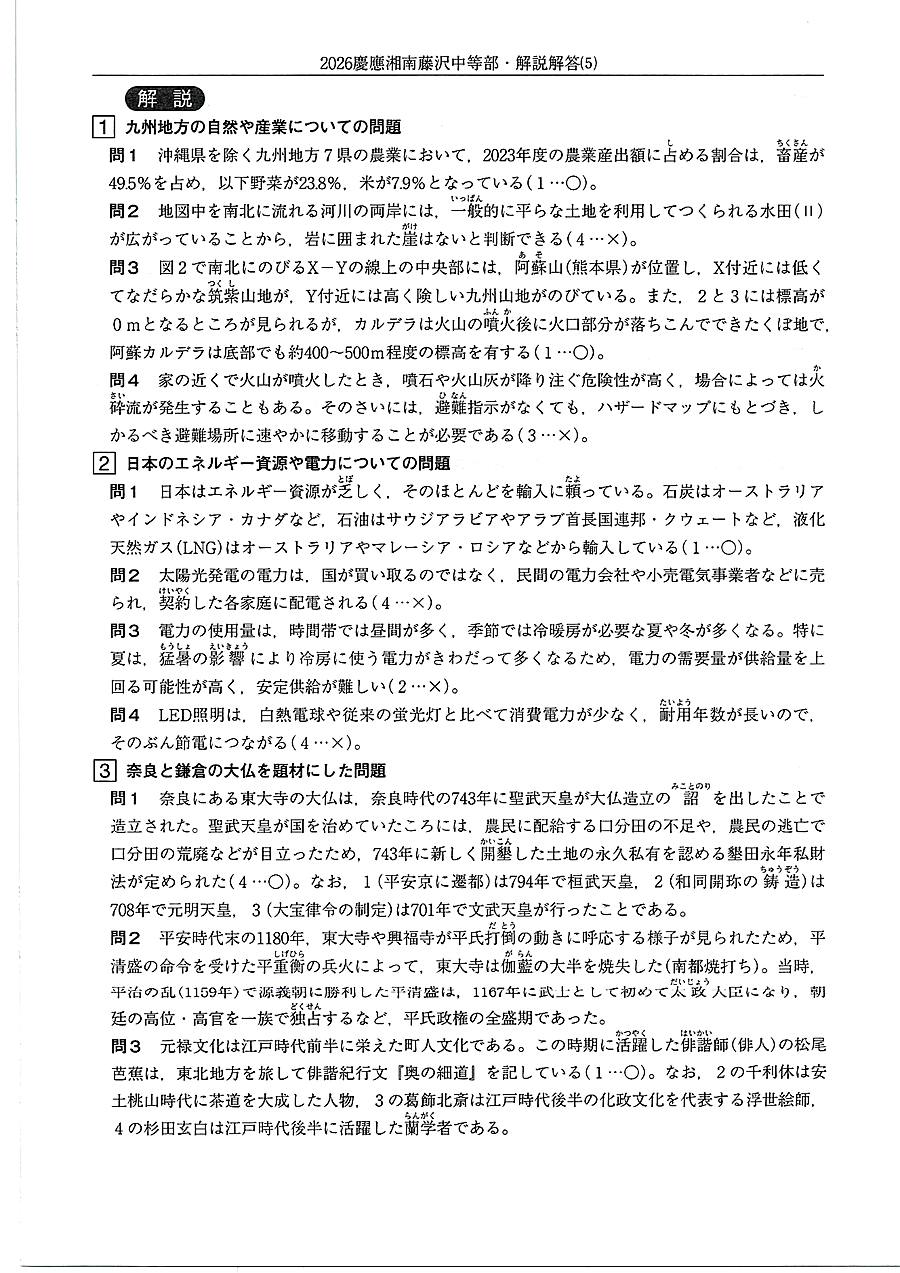 2026慶應湘南藤沢中等部・解説解答(5)
解説
1 九州地方の自然や産業についての問題
問1 沖縄県を除く九州地方7県の農業において，2023年度の農業産出額に占める割合は，畜産が
49.5%を占め，以下野菜が23.8%，米が7.9%となっている(1…〇)。
問2 地図中を南北に流れる河川の両岸には，一般的に平らな土地を利用してつくられる水田(II)
が広がっていることから，岩に囲まれた崖はないと判断できる(4…×)。
問3 図2で南北にのびるX－Yの線上の中央部には，阿蘇山(熊本県)が位置し，X付近には低く
てなだらかな筑紫山地が，Y付近には高く険しい九州山地がのびている。また，2と3には標高が
0mとなるところが見られるが，カルデラは火山の噴火後に火口部分が落ちこんでできたくぼ地で，
阿蘇カルデラは底部でも約400～500m程度の標高を有する(1…〇)。
問4 家の近くで火山が噴火したとき，噴石や火山灰が降り注ぐ危険性が高く，場合によっては火
砕流が発生することもある。そのさいには，避難指示がなくても，ハザードマップにもとづき，し
かるべき避難場所に速やかに移動することが必要である(3…×)。
2 日本のエネルギー資源や電力についての問題
問1 日本はエネルギー資源が乏しく，そのほとんどを輸入に頼っている。石炭はオーストラリア
やインドネシア・カナダなど，石油はサウジアラビアやアラブ首長国連邦・クウェートなど，液化
天然ガス(LNG)はオーストラリアやマレーシア・ロシアなどから輸入している(1…〇)。
問2 太陽光発電の電力は，国が買い取るのではなく，民間の電力会社や小売電気事業者などに売
られ，契約した各家庭に配電される(4…×)。
問3 電力の使用量は，時間帯では昼間が多く，季節では冷暖房が必要な夏や冬が多くなる。特に
夏は，猛暑の影響により冷房に使う電力がきわだって多くなるため，電力の需要量が供給量を上
回る可能性が高く，安定供給が難しい(2…×)。
問4 LED照明は，白熱電球や従来の蛍光灯と比べて消費電力が少なく，耐用年数が長いので，
そのぶん節電につながる(4…×)。
3 奈良と鎌倉の大仏を題材にした問題
問1 奈良にある東大寺の大仏は，奈良時代の743年に聖武天皇が大仏造立の詔を出したことで
造立された。聖武天皇が国を治めていたころには，農民に配給する口分田の不足や，農民の逃亡で
口分田の荒廃などが目立ったため，743年に新しく開墾した土地の永久私有を認める墾田永年私財
法が定められた(4…〇)。なお，1(平安京に遷都)は794年で桓武天皇，2(和同開珎の鋳造)は
708年で元明天皇，3(大宝律令の制定)は701年で文武天皇が行ったことである。
問2 平安時代末の1180年，東大寺や興福寺が平氏打倒の動きに呼応する様子が見られたため，平
清盛の命令を受けた平重衡の兵火によって，東大寺は伽藍の大半を焼失した(南都焼打ち)。当時，
平治の乱(1159年)で源義朝に勝利した平清盛は，1167年に武士として初めて太政大臣になり，朝
廷の高位・高官を一族で独占するなど，平氏政権の全盛期であった。
問3 元禄文化は江戸時代前半に栄えた町人文化である。この時期に活躍した俳諧師(俳人)の松尾
芭蕉は，東北地方を旅して俳諧紀行文『奥の細道』を記している(1…〇)。なお，2の千利休は安
土桃山時代に茶道を大成した人物，3の葛飾北斎は江戸時代後半の化政文化を代表する浮世絵師，
4の杉田玄白は江戸時代後半に活躍した蘭学者である。